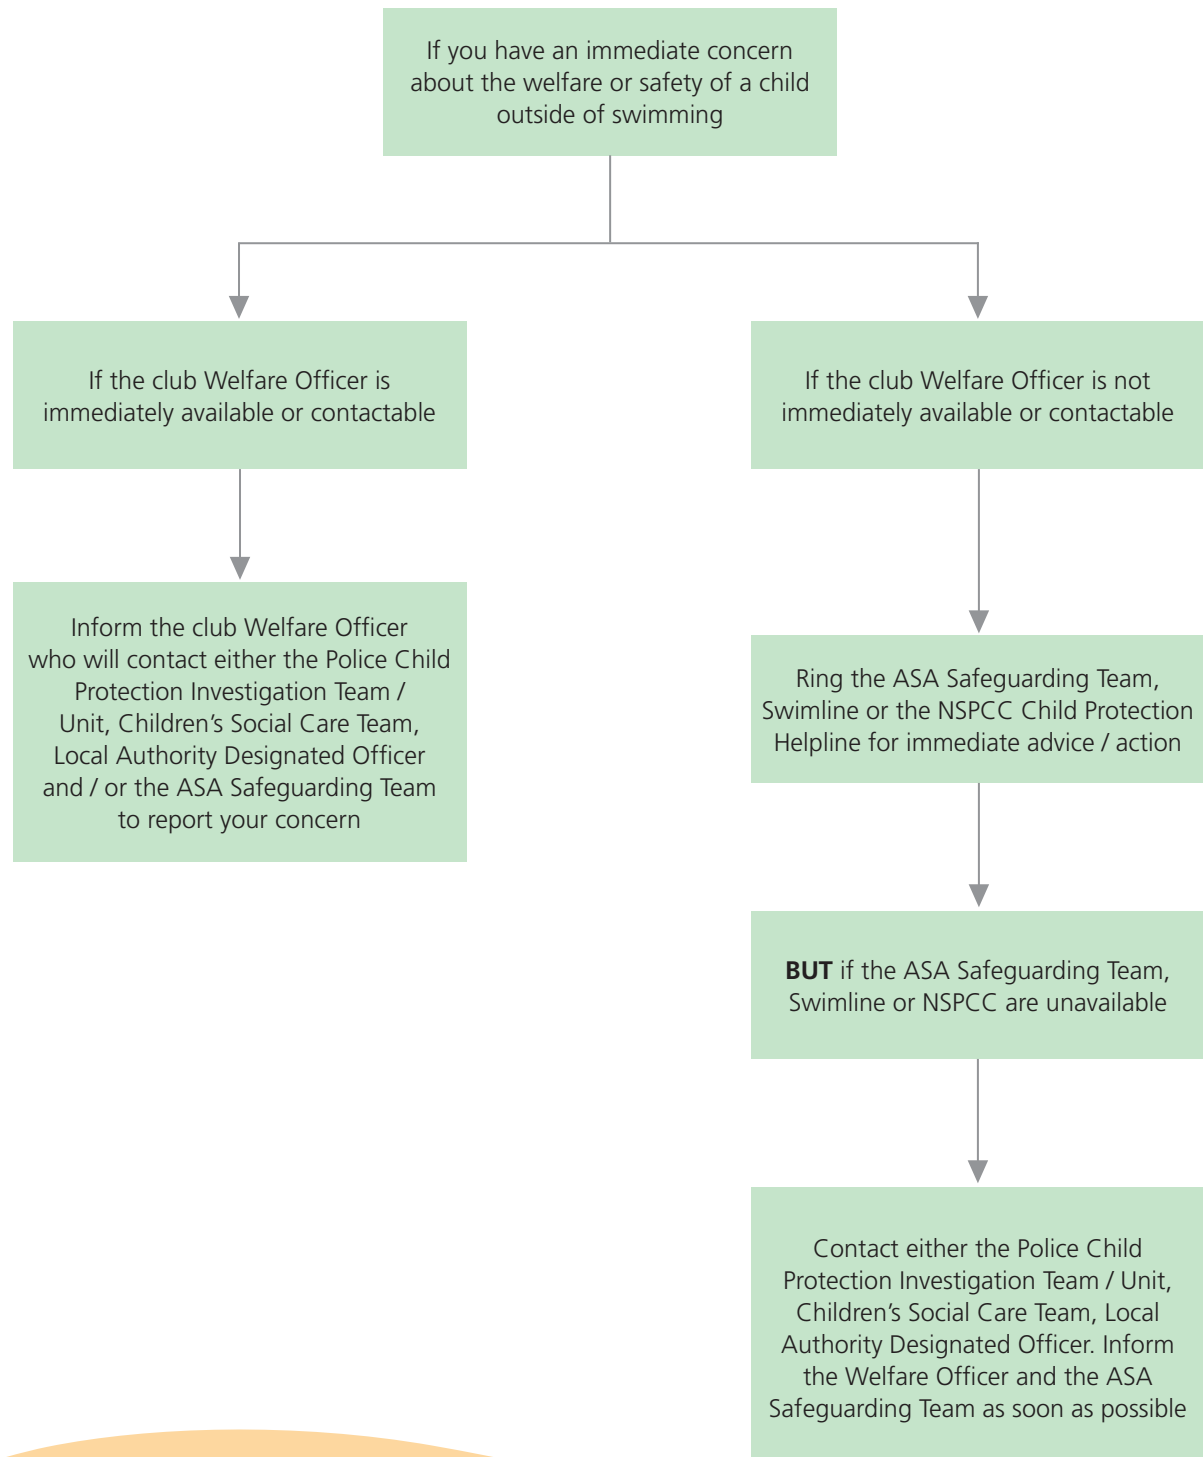 If you have an immediate concern
about the welfare or safety of a child
outside of swimming
If the club Welfare Officer is
immediately available or contactable
If the club Welfare Officer is not
immediately available or contactable
Inform the club Welfare Officer
who will contact either the Police Child
Protection Investigation Team /
Unit, Children’s Social Care Team,
Local Authority Designated Officer
and / or the ASA Safeguarding Team
to report your concern
Ring the ASA Safeguarding Team,
Swimline or the NSPCC Child Protection
Helpline for immediate advice / action
BUT if the ASA Safeguarding Team,
Swimline or NSPCC are unavailable
Contact either the Police Child
Protection Investigation Team / Unit,
Children’s Social Care Team, Local
Authority Designated Officer. Inform
the Welfare Officer and the ASA
Safeguarding Team as soon as possible